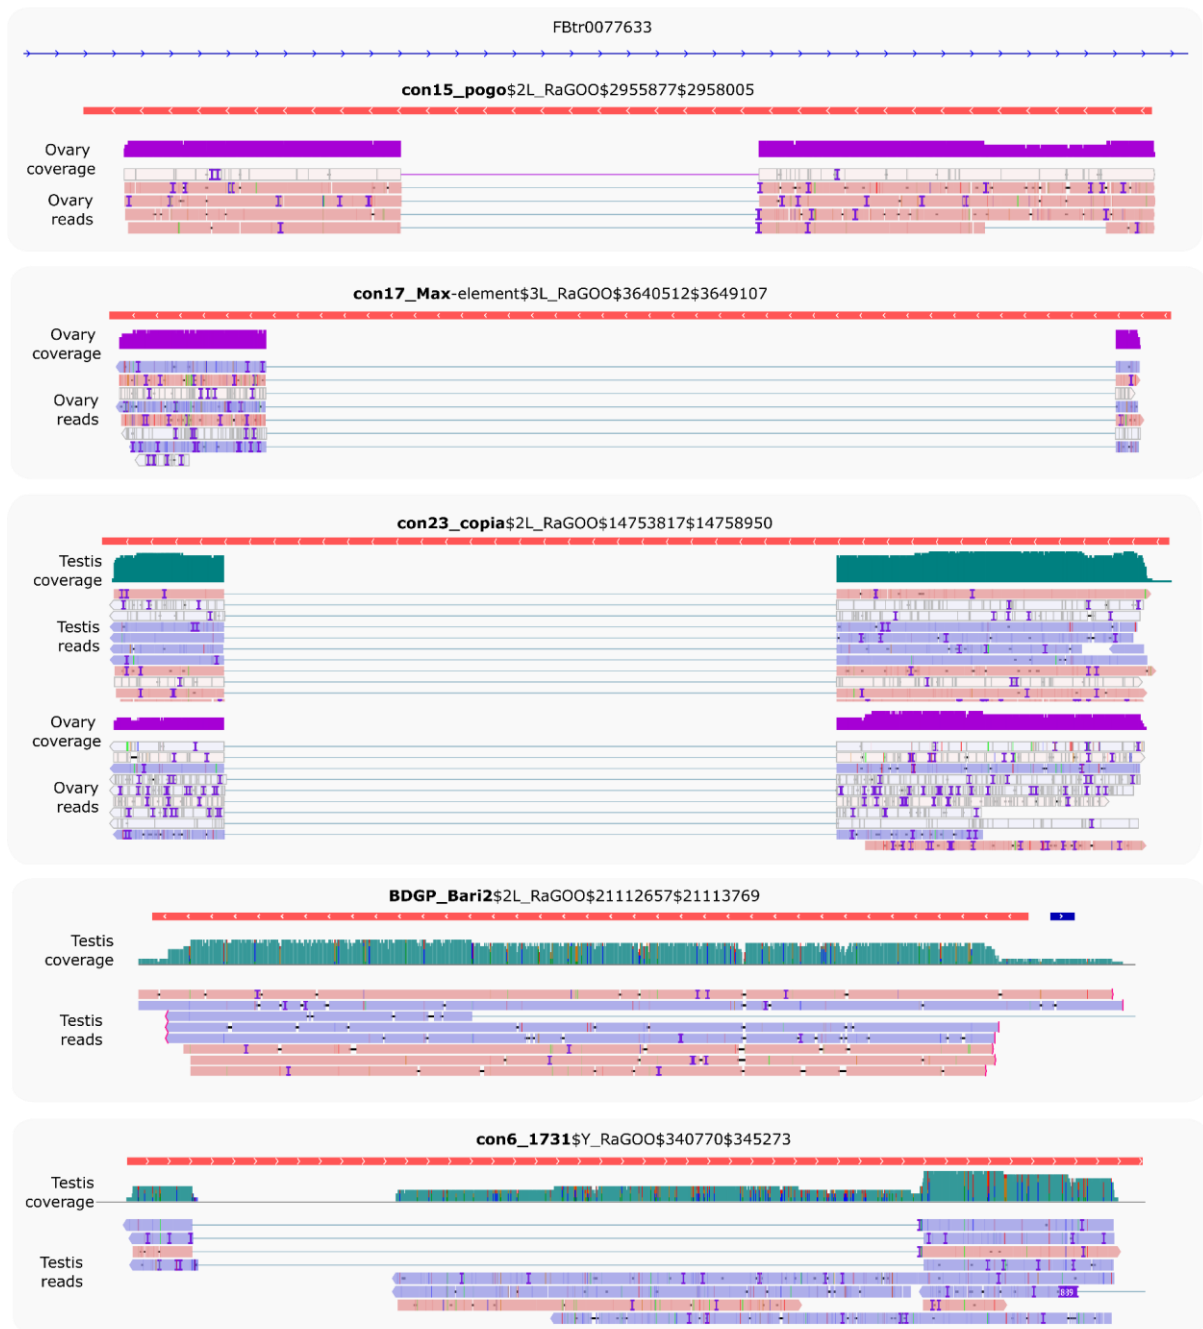 FBtr0077633
con15_pogo$2L_RaGOO$2955877$2958005
Ovary
coverage
Ovary
reads
con17_Max-element$3L_RaGOO$3640512$3649107
Ovary
coverage
Ovary
reads
con23_copia$2L_RaGOO$14753817$14758950
Testis
coverage
Testis
reads
Ovary
coverage
Ovary
reads
BDGP_Bari2$2L_RaGOO$21112657$21113769
Testis
coverage
Testis
reads
con6_1731$Y_RaGOO$340770$345273
Testis
coverage
Testis
reads
889